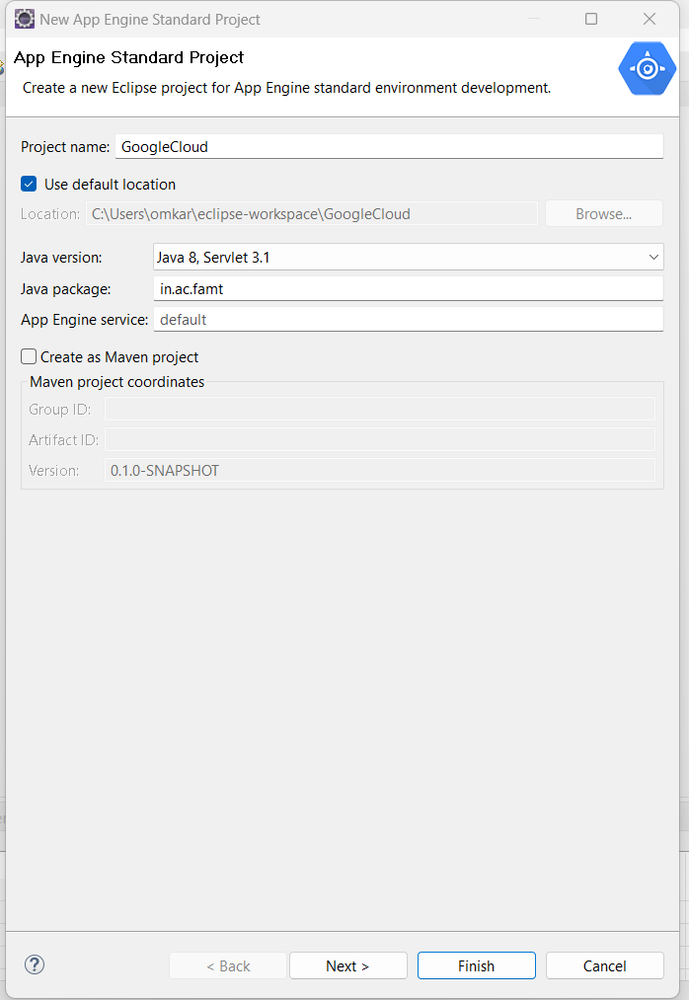 New App Engine Standard Project
App Engine Standard Project
Create a new Eclipse project for App Engine standard environment development.
Project name: GoogleCloud
Use default location
Location: C:\Users\omkar\eclipse-workspace\GoogleCloud Browse...
Java version: Java 8, Servlet 3.1
Java package: in.ac.famt
App Engine service: default
Create as Maven project
Maven project coordinates
Group ID:
Artifact ID:
Version: 0.1.0-SNAPSHOT
? < Back Next > Finish Cancel